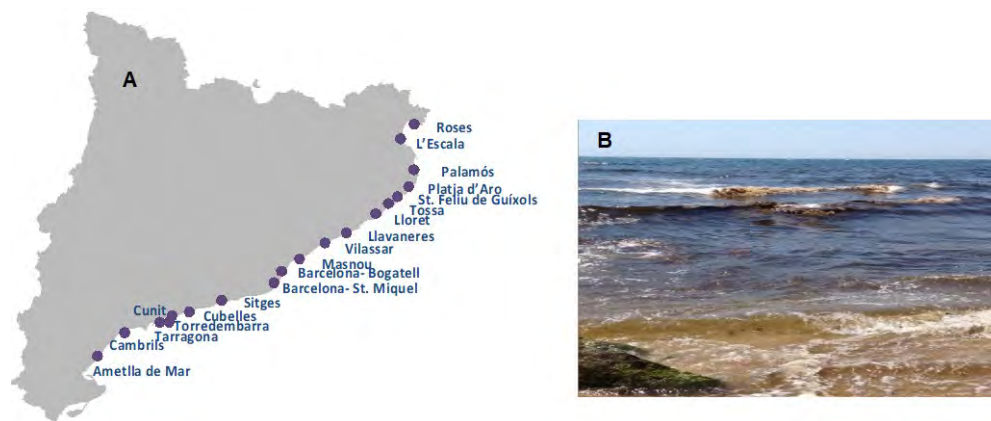 A
Roses
L'Escala
Palamós
Platja d'Aro
St. Feliu de Guíxols
Tossa
Lloret
Llavaneres
Vilassar
Masnou
Barcelona- Bogatell
Barcelona- St. Miquel
Sitges
Cubelles
Cunit
Torredembarra
Tarragona
Cambrils
Ametlla de Mar
B